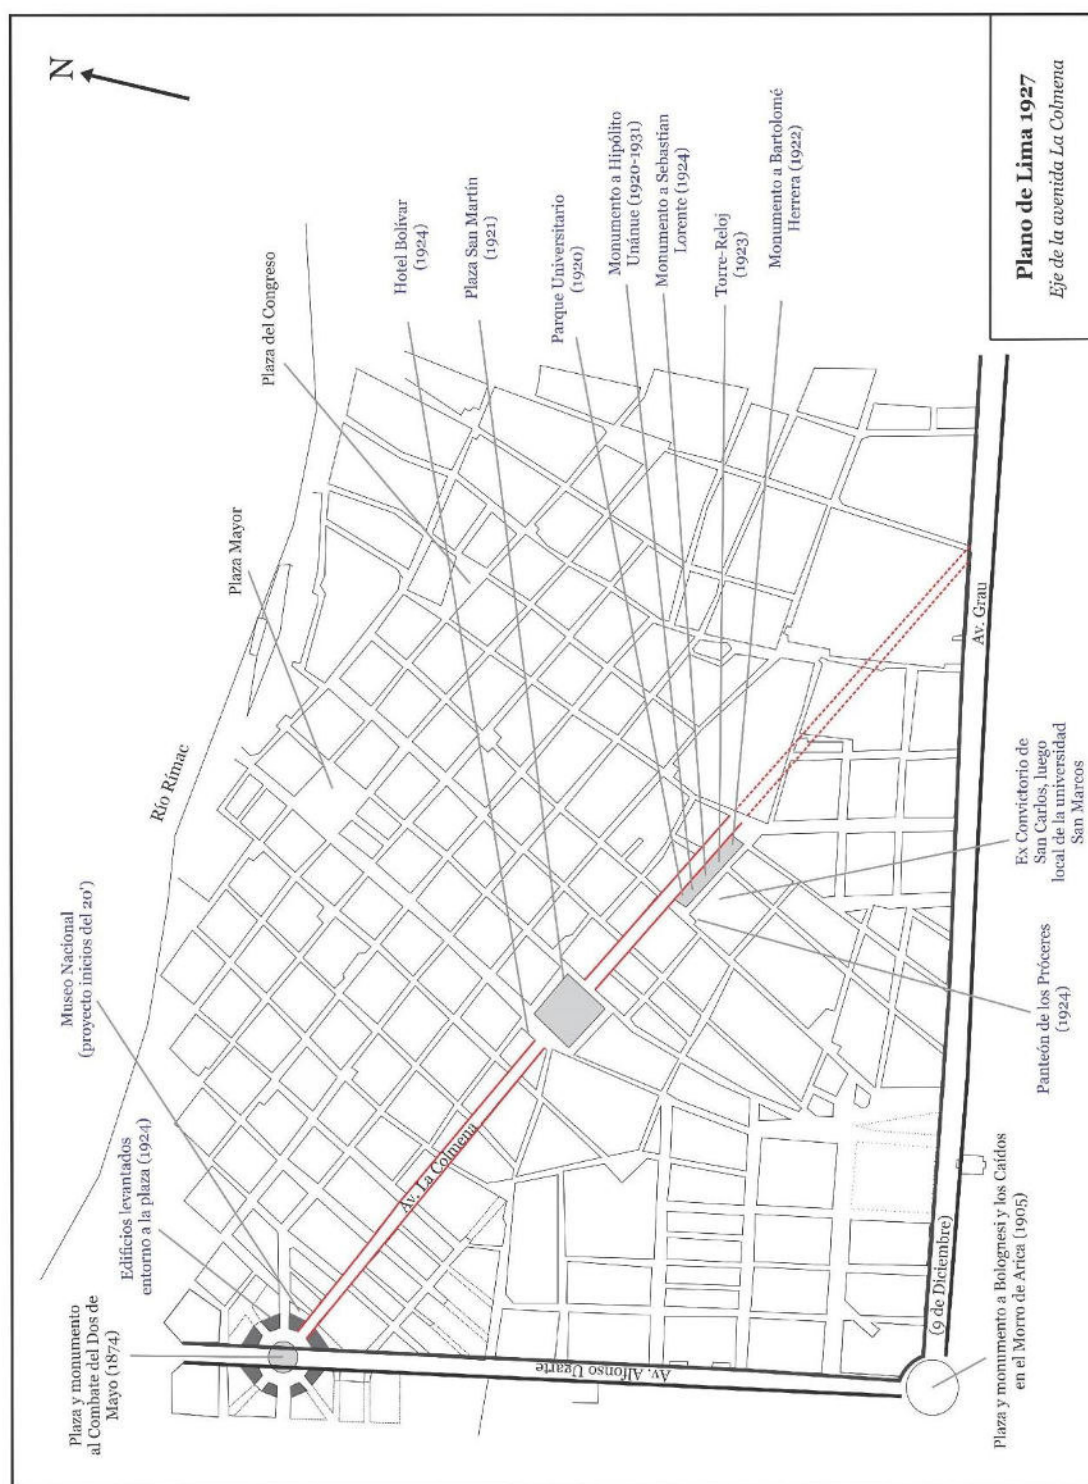 Plano de Lima 1927
Eje de la avenida La Colmena
N
Río Rímac
Plaza y monumento
al Combate del Dos de
Mayo (1874)
Edificios levantados
entorno a la plaza (1924)
Museo Nacional
(proyecto inicios del 20')
Plaza Mayor
Plaza del Congreso
Hotel Bolívar
(1924)
Plaza San Martín
(1921)
Parque Universitario
(1920)
Monumento a Hipólito
Unánue (1920-1931)
Monumento a Sebastian
Lorente (1924)
Torre-Reloj
(1923)
Monumento a Bartolomé
Herrera (1922)
Av. La Colmena
Av. Alfonso Ugarte
(9 de Diciembre)
Av. Grau
Plaza y monumento a Bolognesi y los Caídos
en el Morro de Arica (1905)
Panteón de los Próceres
(1924)
Ex Convictorio de
San Carlos, luego
local de la universidad
San Marcos